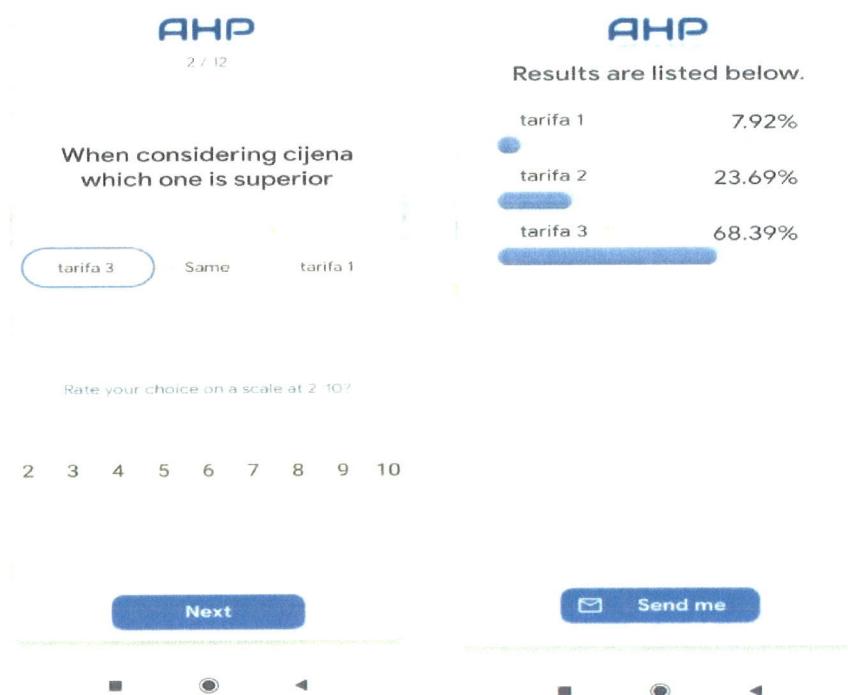 AHP
2 / 12
When considering cijena
which one is superior
tarifa 3 Same tarifa 1
Rate your choice on a scale at 2-10?
2 3 4 5 6 7 8 9 10
Next
AHP
Results are listed below.
tarifa 1 7.92%
tarifa 2 23.69%
tarifa 3 68.39%
Send me